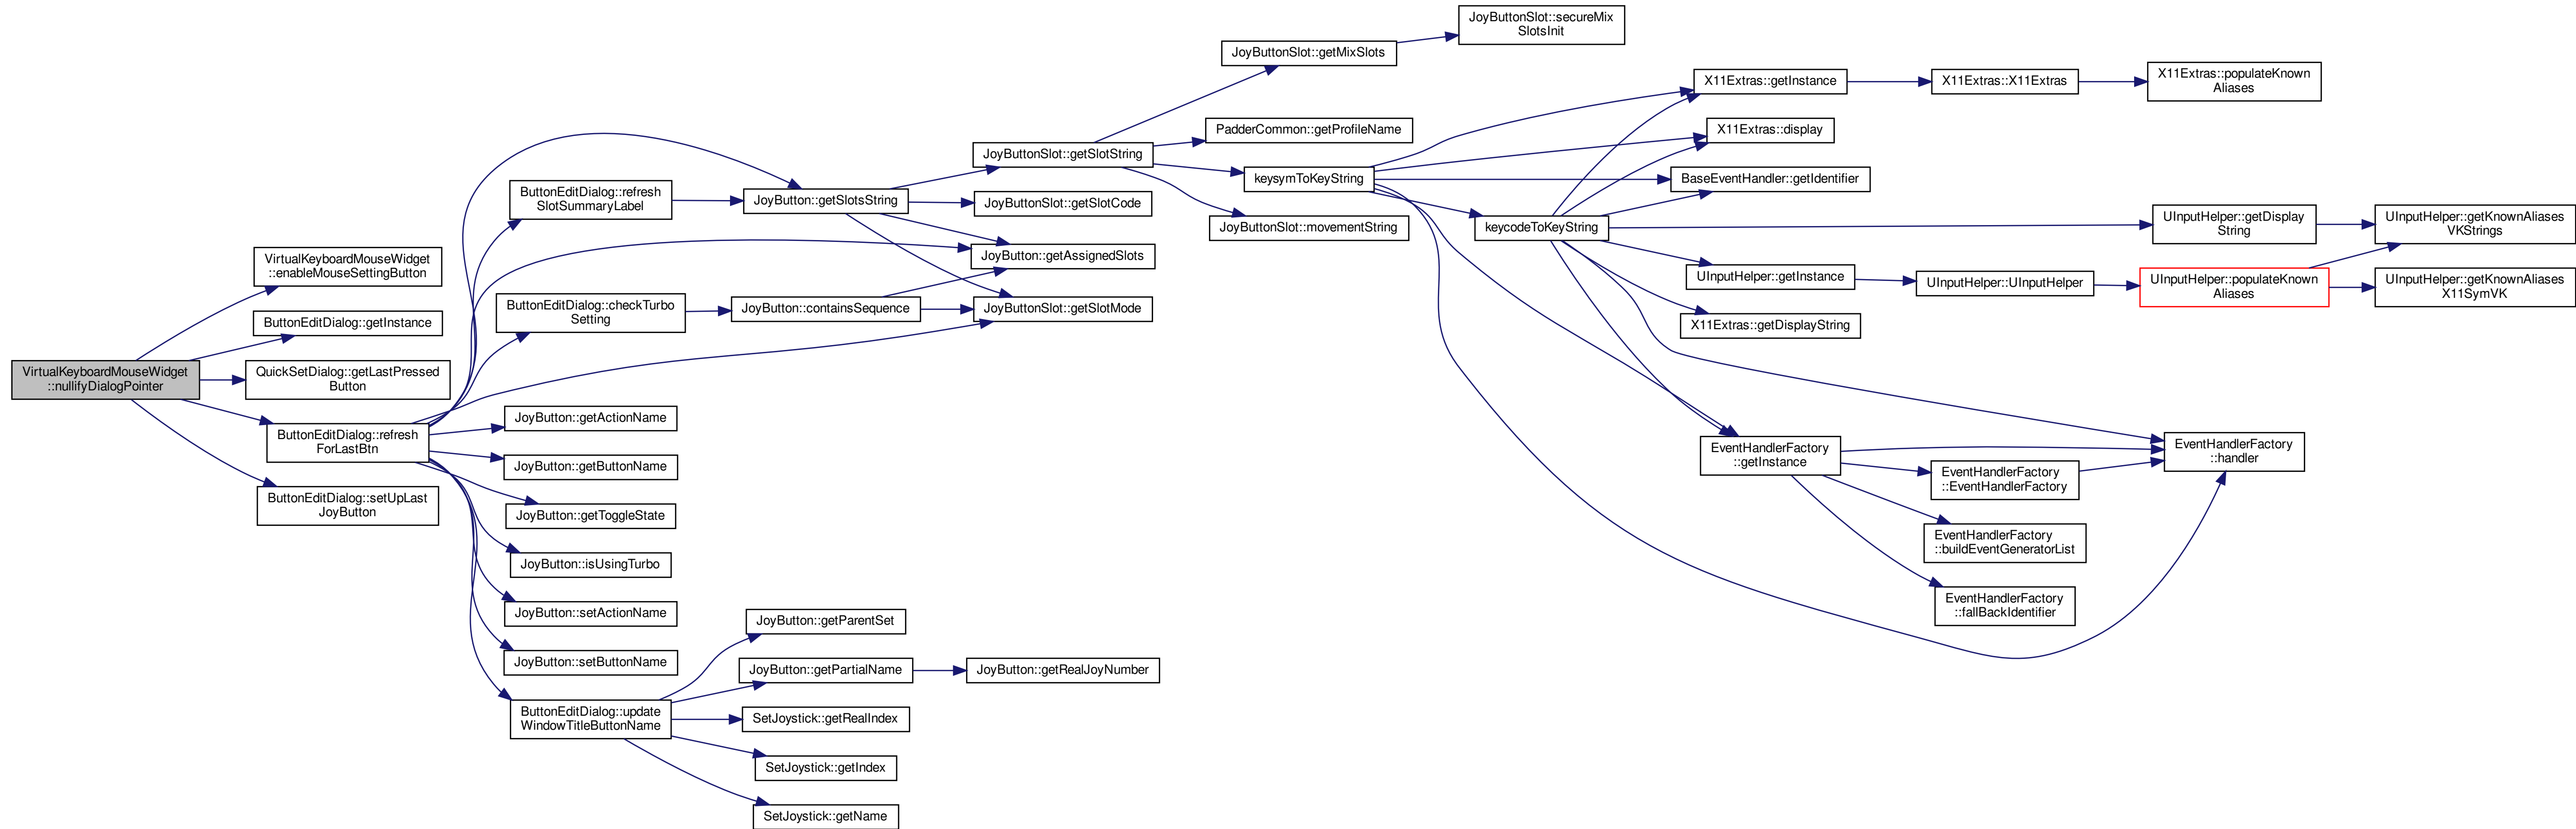 VirtualKeyboardMouseWidget
::nullifyDialogPointer
VirtualKeyboardMouseWidget
::enableMouseSettingButton
ButtonEditDialog::getInstance
QuickSetDialog::getLastPressed
Button
ButtonEditDialog::refresh
ForLastBtn
ButtonEditDialog::setUpLast
JoyButton
ButtonEditDialog::refresh
SlotSummaryLabel
ButtonEditDialog::checkTurbo
Setting
JoyButton::getActionName
JoyButton::getButtonName
JoyButton::getToggleState
JoyButton::isUsingTurbo
JoyButton::setActionName
JoyButton::setButtonName
ButtonEditDialog::update
WindowTitleButtonName
JoyButton::getSlotsString
JoyButton::containsSequence
JoyButton::getParentSet
JoyButton::getPartialName
SetJoystick::getRealIndex
SetJoystick::getIndex
SetJoystick::getName
JoyButtonSlot::getSlotString
JoyButtonSlot::getSlotCode
JoyButton::getAssignedSlots
JoyButtonSlot::getSlotMode
JoyButton::getRealJoyNumber
JoyButtonSlot::getMixSlots
PadderCommon::getProfileName
keysymToKeyString
JoyButtonSlot::movementString
JoyButtonSlot::secureMix
SlotsInit
keycodeToKeyString
X11Extras::getInstance
X11Extras::display
BaseEventHandler::getIdentifier
UInputHelper::getInstance
X11Extras::getDisplayString
EventHandlerFactory
::getInstance
X11Extras::X11Extras
UInputHelper::UInputHelper
EventHandlerFactory
::EventHandlerFactory
EventHandlerFactory
::buildEventGeneratorList
EventHandlerFactory
::fallBackIdentifier
X11Extras::populateKnown
Aliases
UInputHelper::getDisplay
String
UInputHelper::populateKnown
Aliases
EventHandlerFactory
::handler
UInputHelper::getKnownAliases
VKStrings
UInputHelper::getKnownAliases
X11SymVK